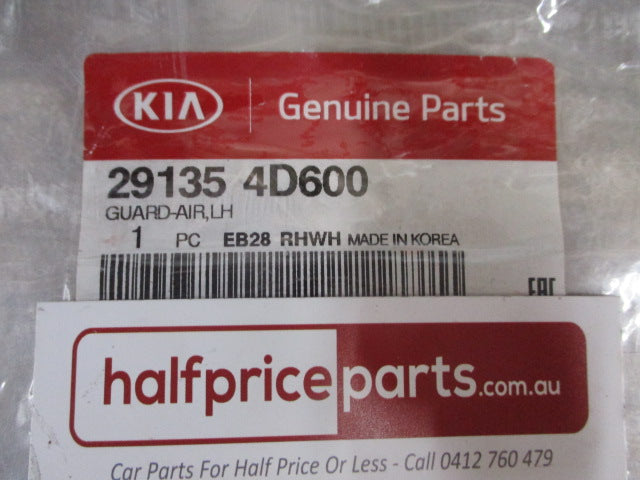 KIA Genuine Parts
29135 4D600
GUARD-AIR,LH
1 PC EB28 RHWH MADE IN KOREA
EAC
halfpriceparts.com.au
Car Parts For Half Price Or Less - Call 0412 760 479